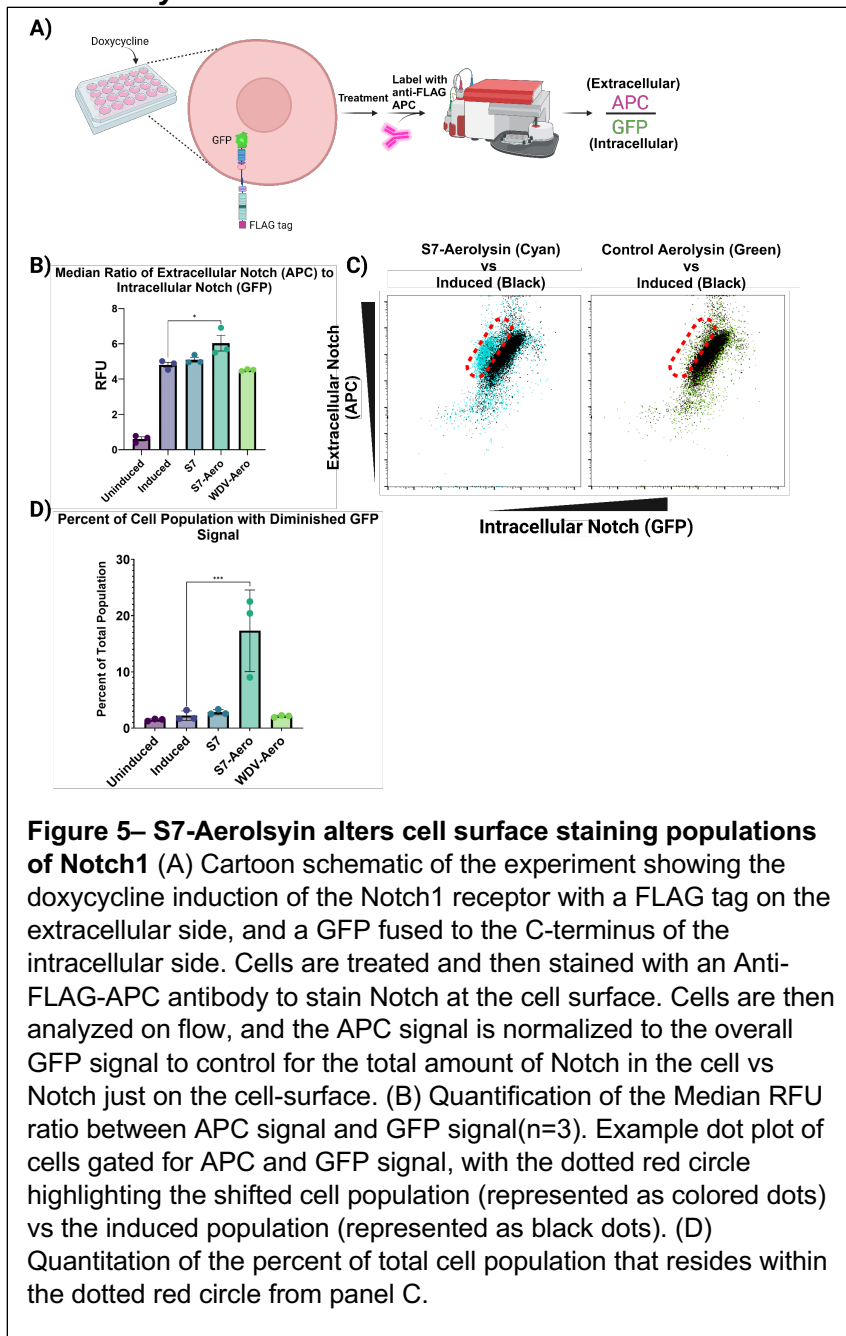 A)
Doxycycline
GFP
FLAG tag
Treatment
Label with
anti-FLAG
APC
(Extracellular)
APC
GFP
(Intracellular)
B)
Median Ratio of Extracellular Notch (APC) to
Intracellular Notch (GFP)
RFU
8
6
4
2
0
*
Uninduced
Induced
S7
S7-Aero
WDV-Aero
C)
S7-Aerolysin (Cyan)
vs
Induced (Black)
Control Aerolysin (Green)
vs
Induced (Black)
Extracellular Notch
(APC)
Intracellular Notch (GFP)
D)
Percent of Cell Population with Diminished GFP
Signal
Percent of Total Population
30
20
10
0
***
Uninduced
Induced
S7
S7-Aero
WDV-Aero
Figure 5– S7-Aerolsyin alters cell surface staining populations
of Notch1 (A) Cartoon schematic of the experiment showing the
doxycycline induction of the Notch1 receptor with a FLAG tag on the
extracellular side, and a GFP fused to the C-terminus of the
intracellular side. Cells are treated and then stained with an Anti-
FLAG-APC antibody to stain Notch at the cell surface. Cells are then
analyzed on flow, and the APC signal is normalized to the overall
GFP signal to control for the total amount of Notch in the cell vs
Notch just on the cell-surface. (B) Quantification of the Median RFU
ratio between APC signal and GFP signal(n=3). Example dot plot of
cells gated for APC and GFP signal, with the dotted red circle
highlighting the shifted cell population (represented as colored dots)
vs the induced population (represented as black dots). (D)
Quantitation of the percent of total cell population that resides within
the dotted red circle from panel C.